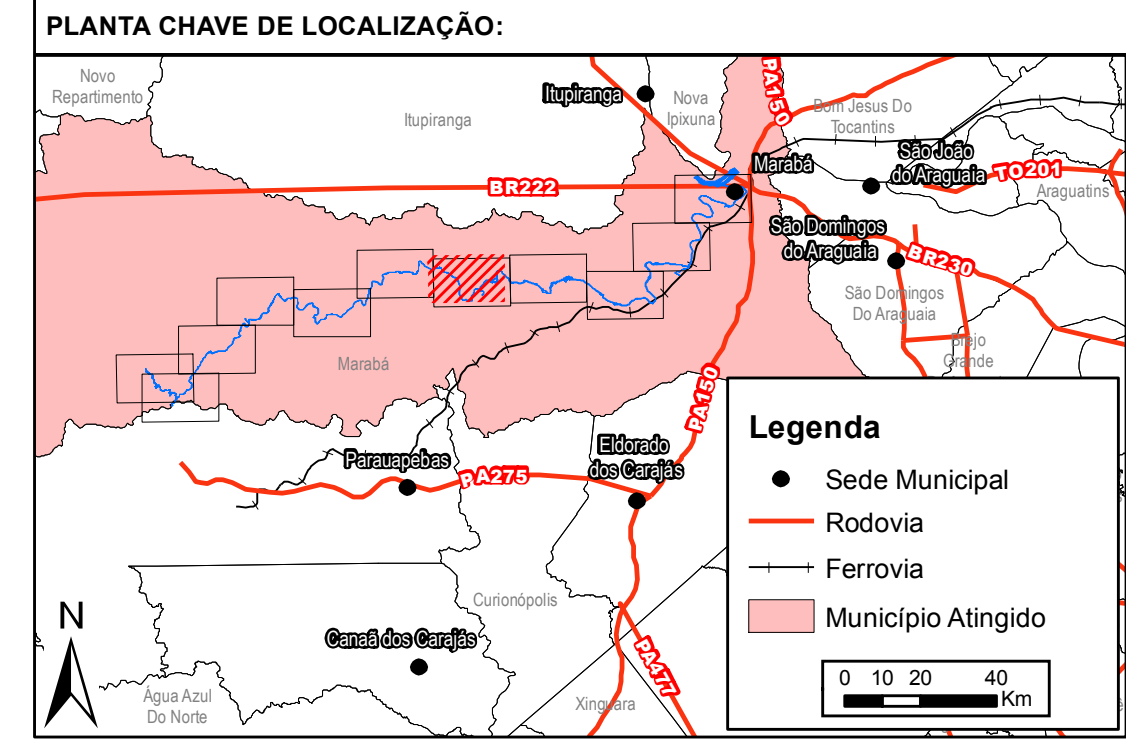 PLANTA CHAVE DE LOCALIZAÇÃO:
Novo
Repartimento
Itupiranga
Itupiranga
Nova
Ipixuna
PA150
Bom Jesus Do
Tocantins
Marabá
São João
do Araguaia
TO201
Araguatins
BR222
São Domingos
do Araguaia
BR230
São Domingos
Do Araguaia
Brejo
Grande
Marabá
PA150
Parauapebas
PA275
Eldorado
dos Carajás
Curionópolis
Canaã dos Carajás
Água Azul
Do Norte
Xinguara
PA477
N
Legenda
Sede Municipal
Rodovia
Ferrovia
Município Atingido
0 10 20 40
Km